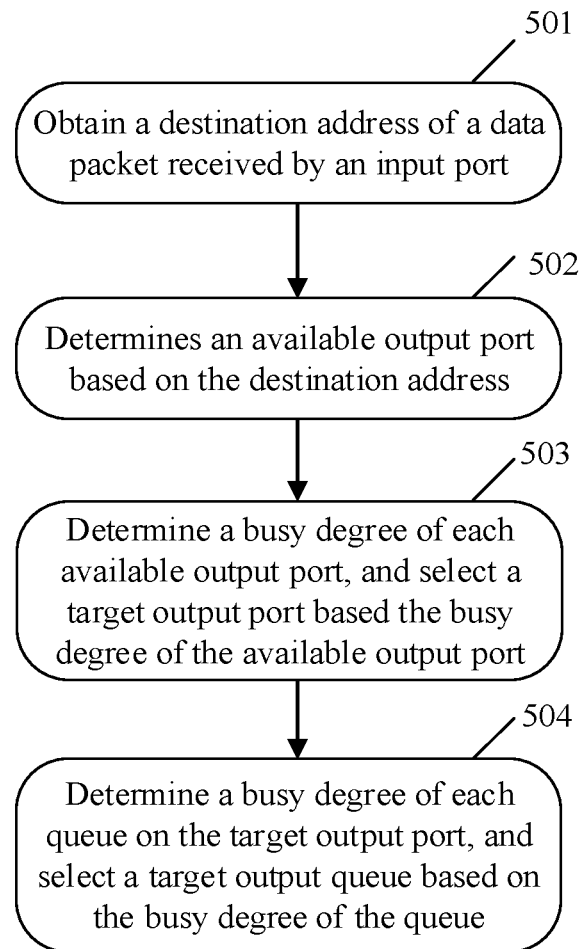 501
Obtain a destination address of a data
packet received by an input port
502
Determines an available output port
based on the destination address
503
Determine a busy degree of each
available output port, and select a
target output port based the busy
degree of the available output port
504
Determine a busy degree of each
queue on the target output port, and
select a target output queue based on
the busy degree of the queue